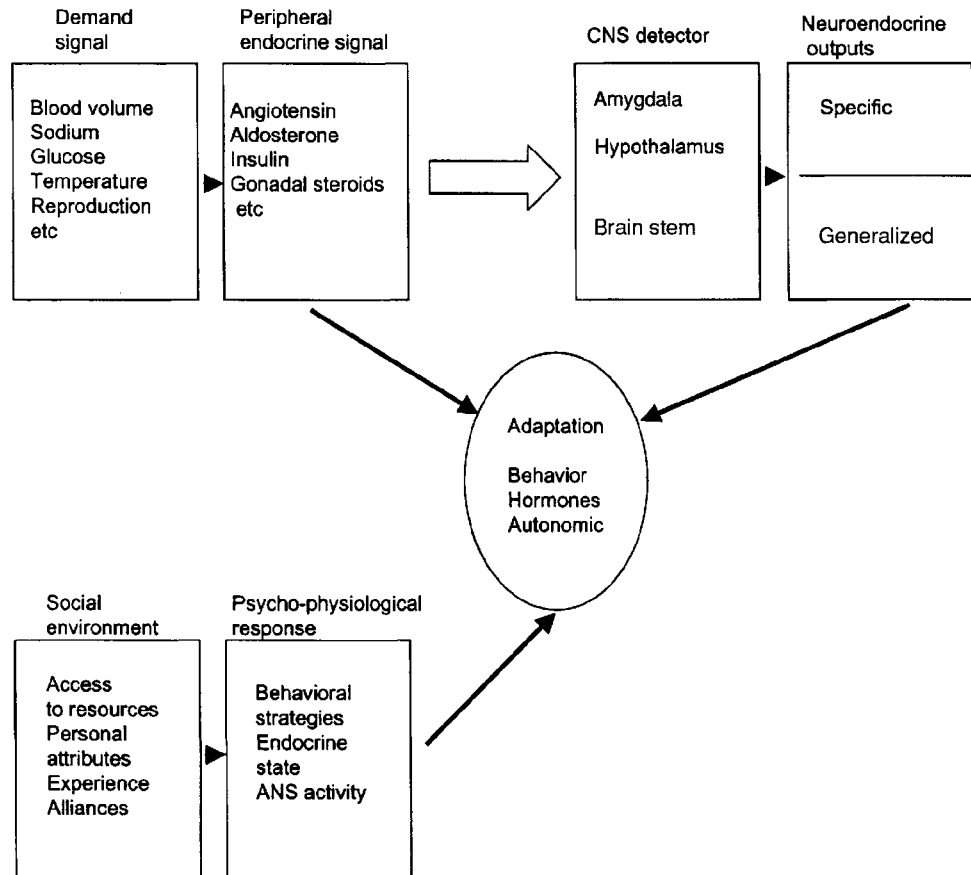 Demand
signal
Blood volume
Sodium
Glucose
Temperature
Reproduction
etc
Peripheral
endocrine signal
Angiotensin
Aldosterone
Insulin
Gonadal steroids
etc
CNS detector
Amygdala
Hypothalamus
Brain stem
Neuroendocrine
outputs
Specific
Generalized
Adaptation
Behavior
Hormones
Autonomic
Social
environment
Access
to resources
Personal
attributes
Experience
Alliances
Psycho-physiological
response
Behavioral
strategies
Endocrine
state
ANS activity